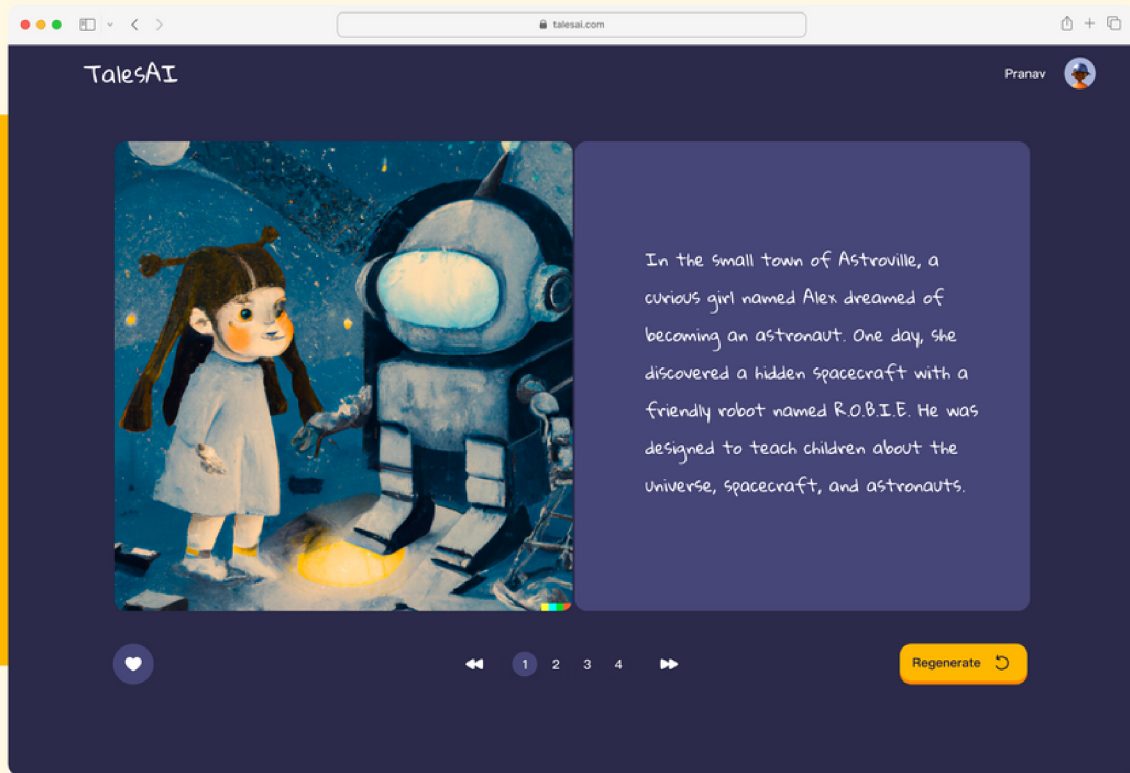 talesai.com
TalesAI
Pranav
In the small town of Astroville, a
curious girl named Alex dreamed of
becoming an astronaut. One day, she
discovered a hidden spacecraft with a
friendly robot named R.O.B.I.E. He was
designed to teach children about the
universe, spacecraft, and astronauts.
1 2 3 4
Regenerate